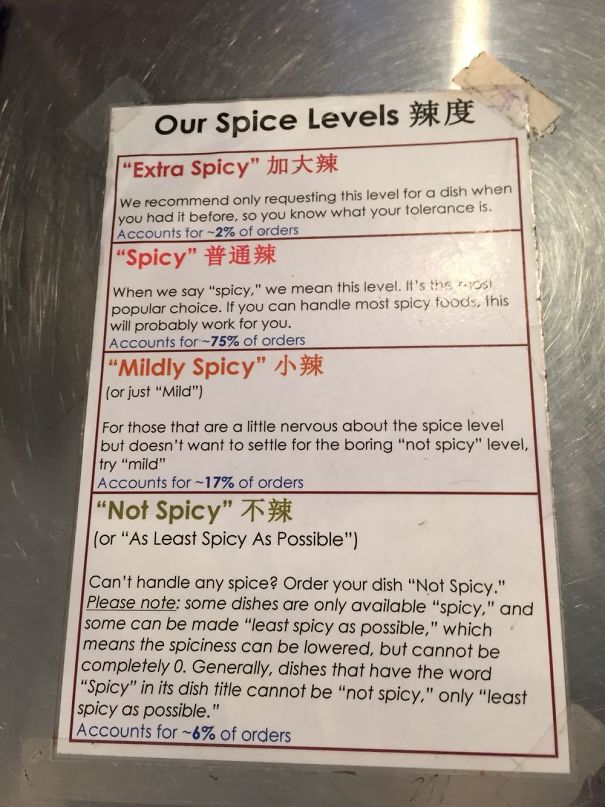 Our Spice Levels 辣度
“Extra Spicy” 加大辣
We recommend only requesting this level for a dish when
you had it before, so you know what your tolerance is.
Accounts for ~2% of orders
“Spicy” 普通辣
When we say “spicy,” we mean this level. It’s the most
popular choice. If you can handle most spicy foods, this
will probably work for you.
Accounts for ~75% of orders
“Mildly Spicy” 小辣
(or just “Mild”)
For those that are a little nervous about the spice level
but doesn’t want to settle for the boring “not spicy” level,
try “mild”
Accounts for ~17% of orders
“Not Spicy” 不辣
(or “As Least Spicy As Possible”)
Can’t handle any spice? Order your dish “Not Spicy.”
Please note: some dishes are only available “spicy,” and
some can be made “least spicy as possible,” which
means the spiciness can be lowered, but cannot be
completely 0. Generally, dishes that have the word
“Spicy” in its dish title cannot be “not spicy,” only “least
spicy as possible.”
Accounts for ~6% of orders